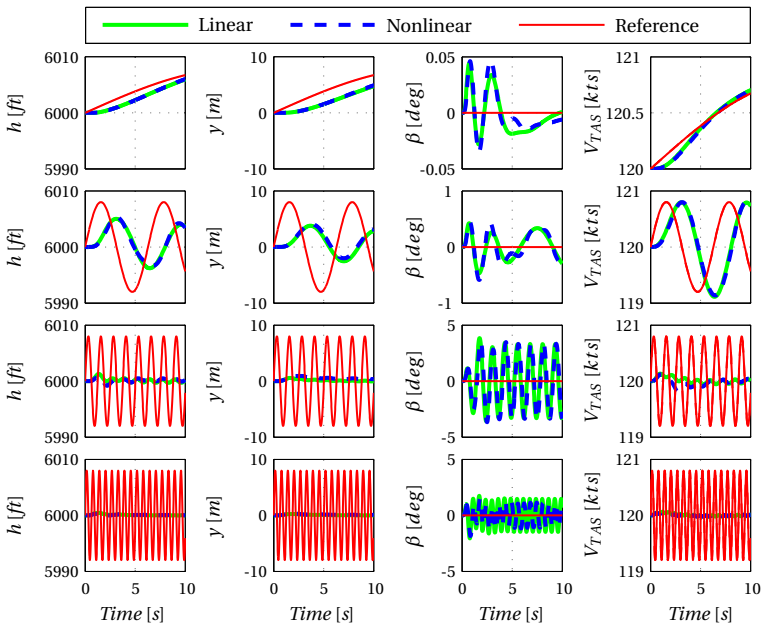 Linear Nonlinear Reference
6010
6000
5990
h [ft]
10
0
-10
y [m]
0.05
0
-0.05
β [deg]
121
120.5
120
V_TAS [kts]
6010
6000
5990
h [ft]
10
0
-10
y [m]
1
0
-1
β [deg]
121
120
119
V_TAS [kts]
6010
6000
5990
h [ft]
10
0
-10
y [m]
5
0
-5
β [deg]
121
120
119
V_TAS [kts]
6010
6000
5990
h [ft]
10
0
-10
y [m]
5
0
-5
β [deg]
121
120
119
V_TAS [kts]
0 5 10 0 5 10 0 5 10 0 5 10
Time [s] Time [s] Time [s] Time [s]